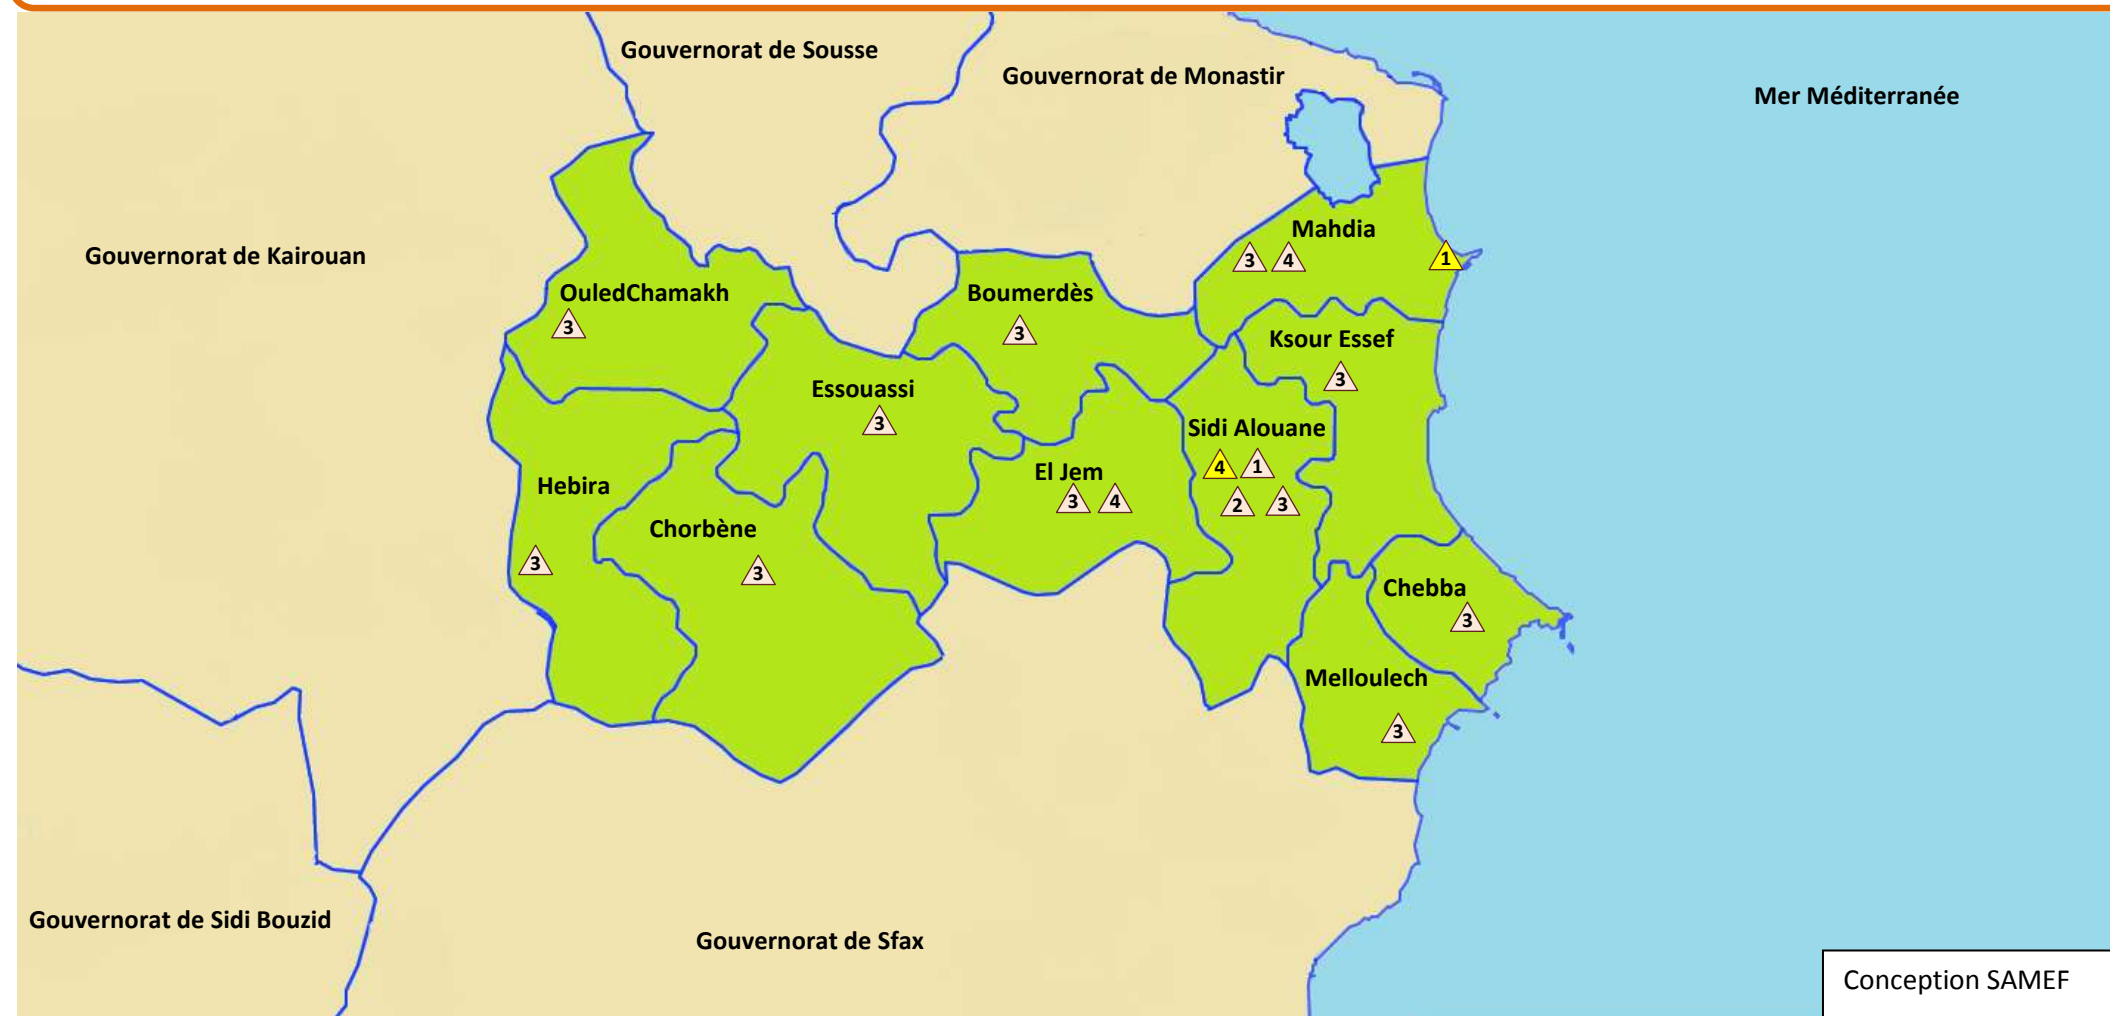 Gouvernorat de Sousse
Gouvernorat de Monastir
Mer Méditerranée
Mahdia
3 4 1
Gouvernorat de Kairouan
OuledChamakh
3
Boumerdès
3
Ksour Essef
3
Essouassi
3
Sidi Alouane
4 1
2 3
El Jem
3 4
Hebira
3
Chorbène
3
Chebba
3
Melloulech
3
Gouvernorat de Sidi Bouzid
Gouvernorat de Sfax
Conception SAMEF